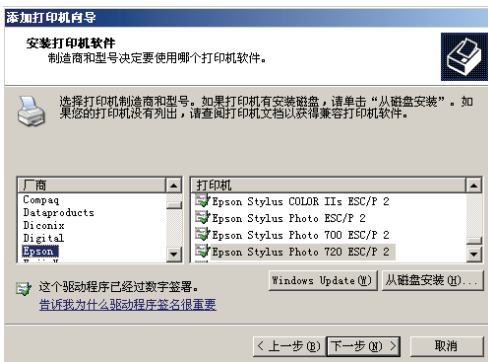 添加打印机向导
安装打印机软件
制造商和型号决定要使用哪个打印机软件。
选择打印机制造商和型号。如果打印机有安装磁盘，请单击“从磁盘安装”。如
果您的打印机没有列出，请查阅打印机文档以获得兼容打印机软件。
厂商
Compaq
Dataproducts
Diconix
Digital
Epson
打印机
Epson Stylus COLOR IIs ESC/P 2
Epson Stylus Photo ESC/P 2
Epson Stylus Photo 700 ESC/P 2
Epson Stylus Photo 720 ESC/P 2
这个驱动程序已经过数字签署。
告诉我为什么驱动程序签名很重要
Windows Update(W)
从磁盘安装(H)...
< 上一步(B)
下一步(N) >
取消